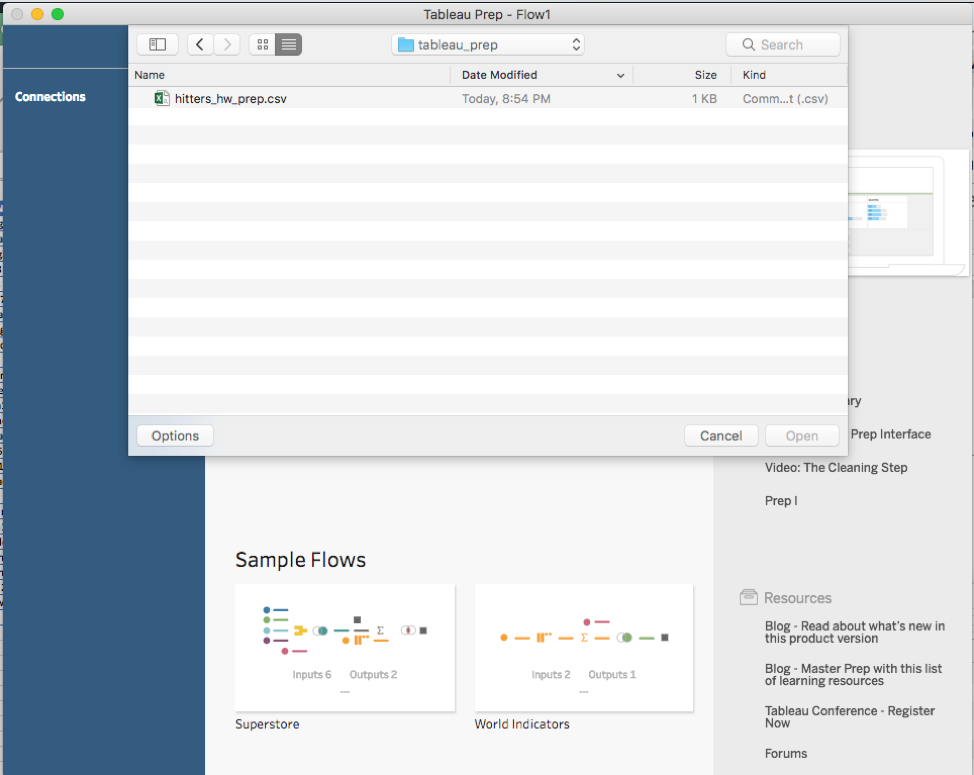 Tableau Prep - Flow1
tableau_prep
Search
Name
Date Modified
Size
Kind
hitters_hw_prep.csv
Today, 8:54 PM
1 KB
Comm...t (.csv)
Connections
Options
Cancel
Open
ry
Prep Interface
Video: The Cleaning Step
Prep I
Sample Flows
Inputs 6
Outputs 2
---
Superstore
Inputs 2
Outputs 1
---
World Indicators
Resources
Blog - Read about what's new in
this product version
Blog - Master Prep with this list
of learning resources
Tableau Conference - Register
Now
Forums